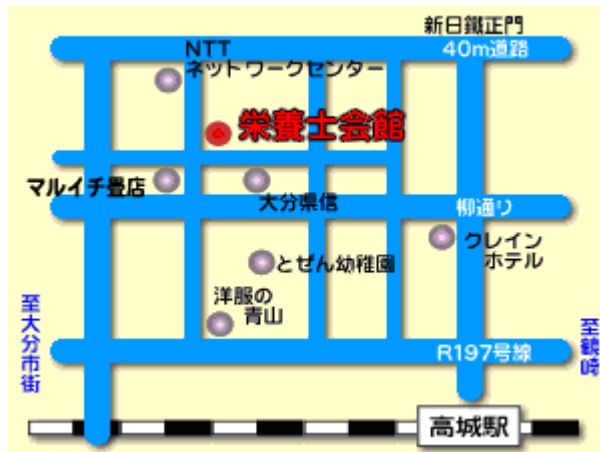 新日鐵正門
NTT
ネットワークセンター
40m道路
栄養士会館
マルイチ畳店
大分県信
柳通り
クレイン
ホテル
とぜん幼稚園
洋服の
青山
至大分市街
至鶴崎
R197号線
高城駅